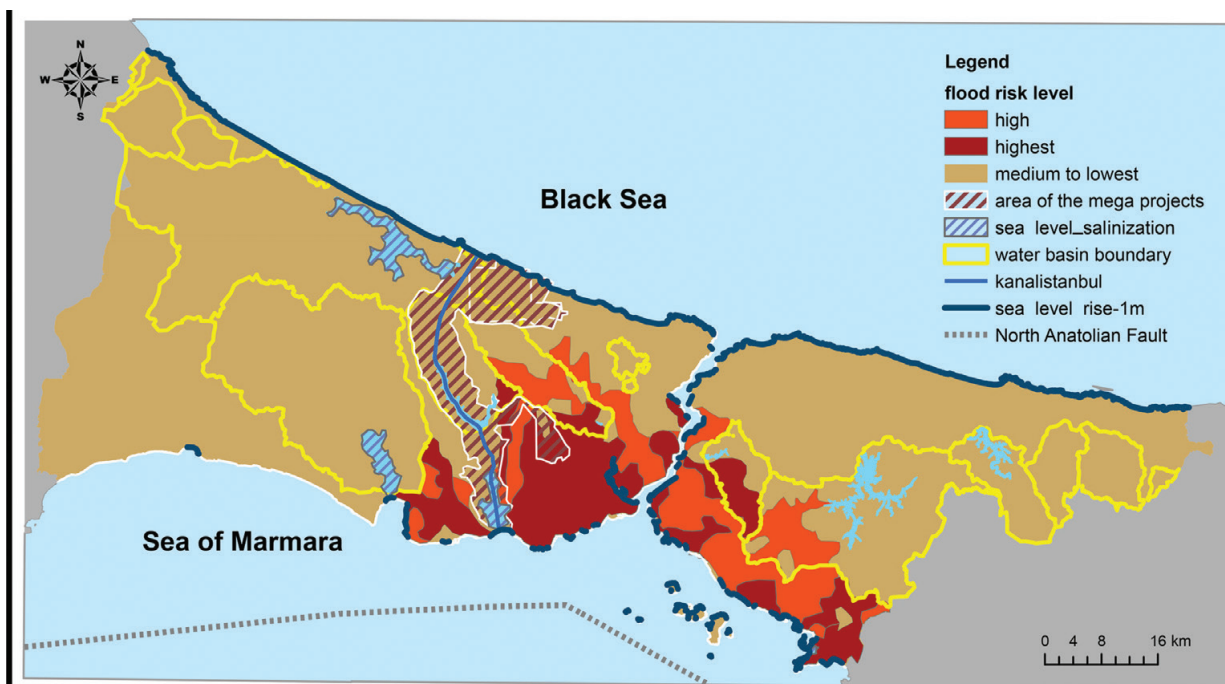 N
W E
S
Black Sea
Sea of Marmara
Legend
flood risk level
high
highest
medium to lowest
area of the mega projects
sea level_salinization
water basin boundary
kanalistanbul
sea level rise-1m
North Anatolian Fault
0 4 8 16 km